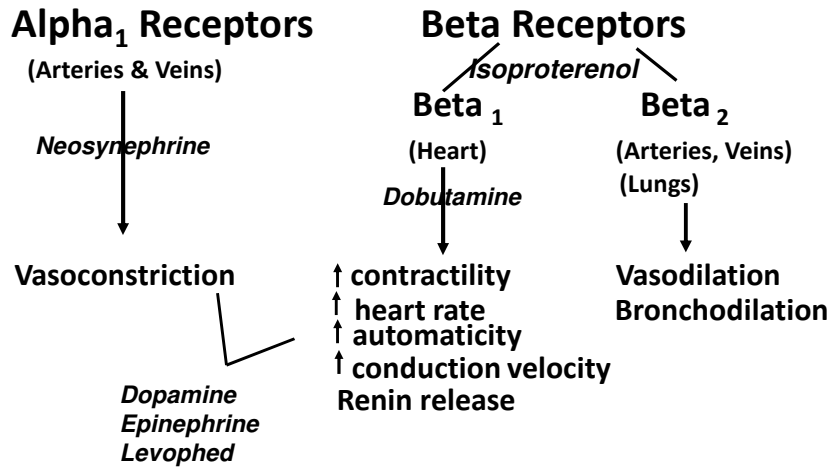 Alpha1 Receptors
(Arteries & Veins)
Neosynephrine
Vasoconstriction
Dopamine
Epinephrine
Levophed
Beta Receptors
Isoproterenol
Beta 1
(Heart)
Dobutamine
↑ contractility
↑ heart rate
↑ automaticity
↑ conduction velocity
Renin release
Beta 2
(Arteries, Veins)
(Lungs)
Vasodilation
Bronchodilation